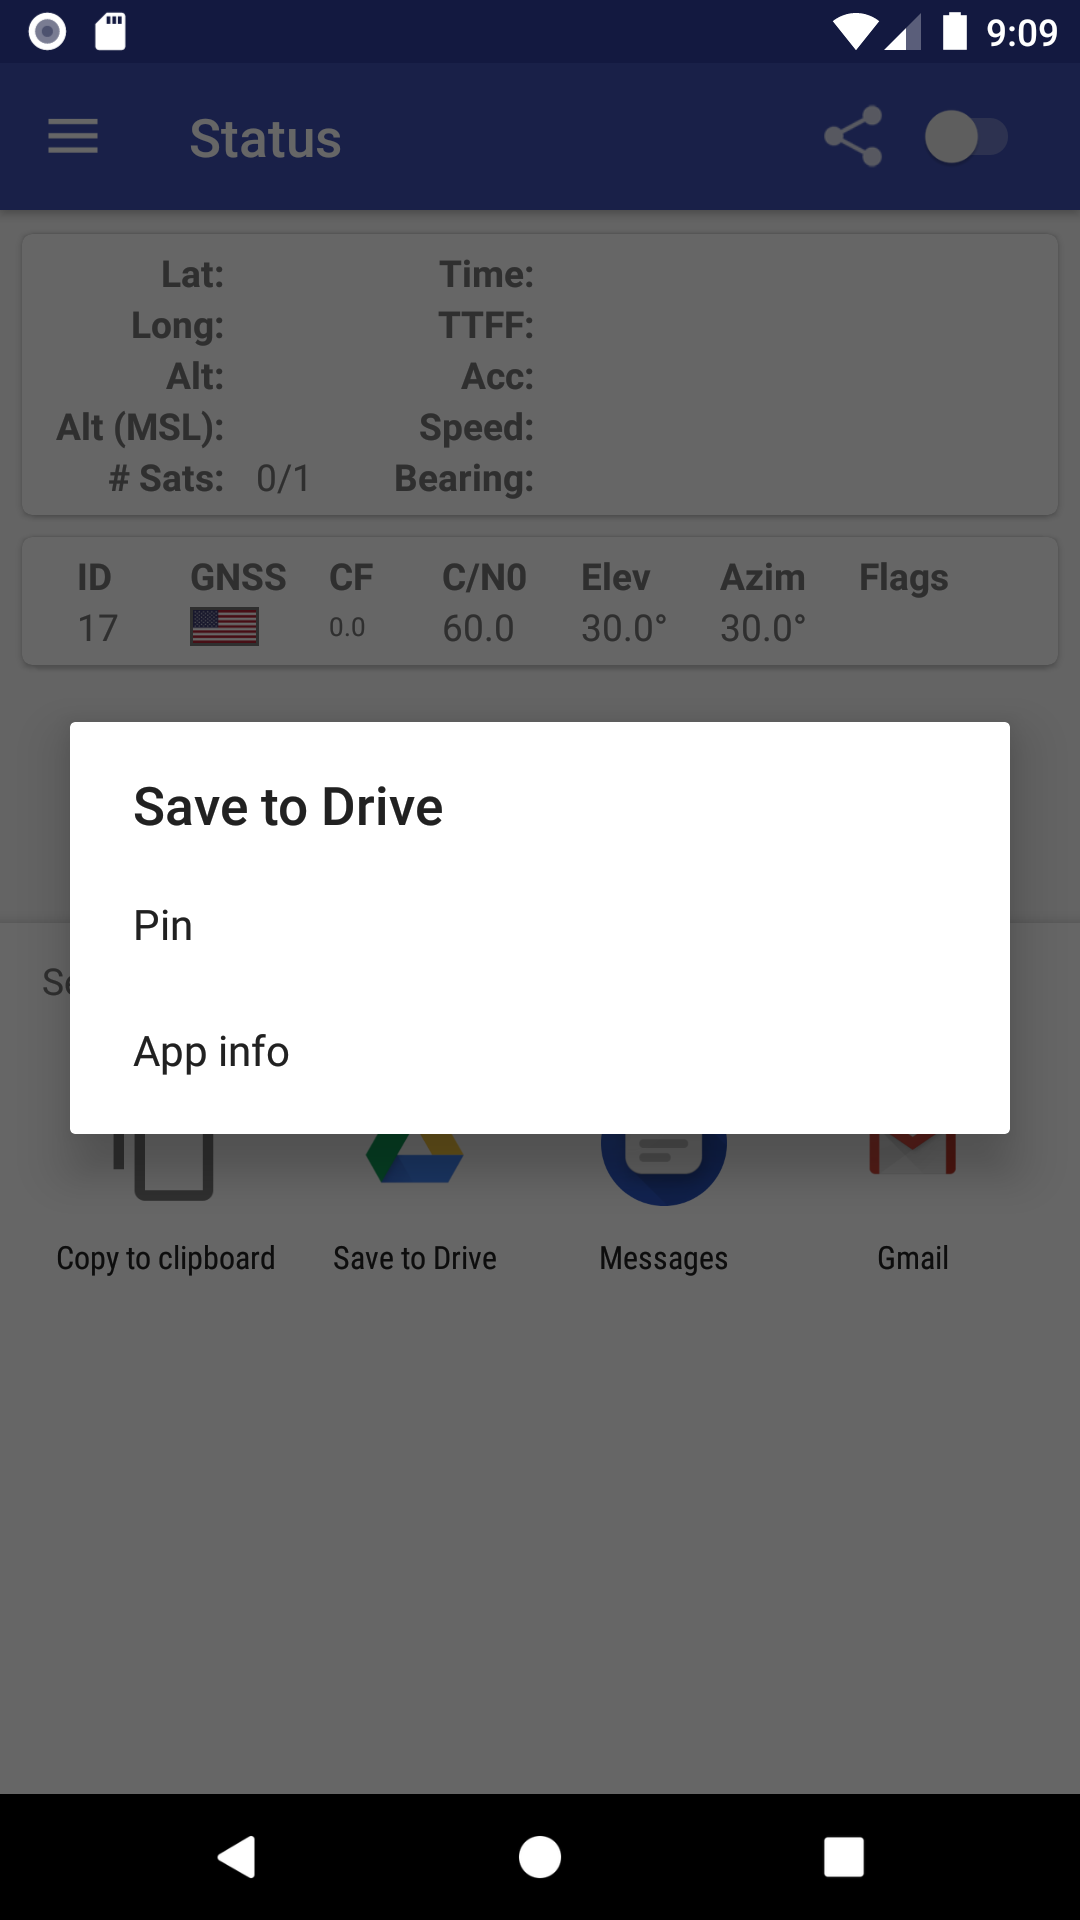 9:09
Status
Lat: Time:
Long: TTFF:
Alt: Acc:
Alt (MSL): Speed:
# Sats: 0/1 Bearing:
ID GNSS CF C/N0 Elev Azim Flags
17 0.0 60.0 30.0° 30.0°
Save to Drive
Pin
App info
Copy to clipboard Save to Drive Messages Gmail